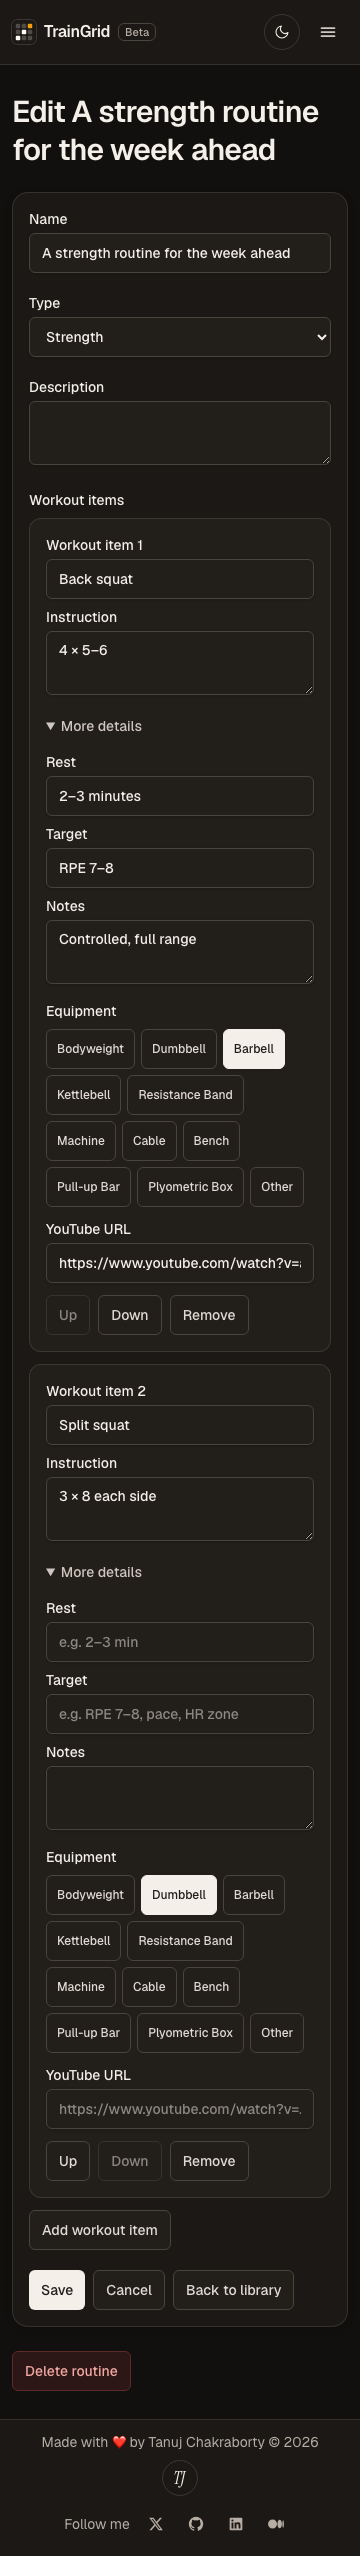 TrainGrid Beta
Edit A strength routine
for the week ahead
Name
A strength routine for the week ahead
Type
Strength
Description
Workout items
Workout item 1
Back squat
Instruction
4 × 5–6
▼ More details
Rest
2–3 minutes
Target
RPE 7–8
Notes
Controlled, full range
Equipment
Bodyweight Dumbbell Barbell
Kettlebell Resistance Band
Machine Cable Bench
Pull-up Bar Plyometric Box Other
YouTube URL
https://www.youtube.com/watch?v=
Up Down Remove
Workout item 2
Split squat
Instruction
3 × 8 each side
▼ More details
Rest
e.g. 2–3 min
Target
e.g. RPE 7–8, pace, HR zone
Notes
Equipment
Bodyweight Dumbbell Barbell
Kettlebell Resistance Band
Machine Cable Bench
Pull-up Bar Plyometric Box Other
YouTube URL
https://www.youtube.com/watch?v=..
Up Down Remove
Add workout item
Save Cancel Back to library
Delete routine
Made with ❤️ by Tanuj Chakraborty © 2026
TJ
Follow me